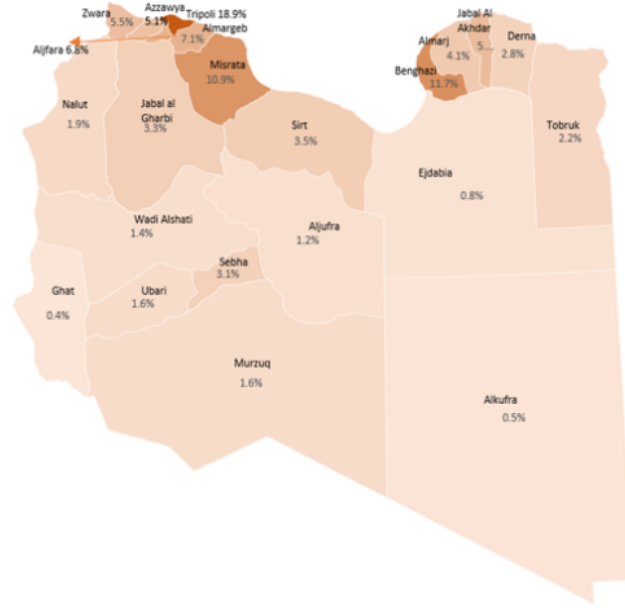 Zwara
5.5%
Azzawya
5.1%
Tripoli 18.9%
Almargeb
7.1%
Aljfara 6.8%
Misrata
10.9%
Nalut
1.9%
Jabal al
Gharbi
3.3%
Sirt
3.5%
Jabal Al
Akhdar
5...
Almarj
4.1%
Derna
2.8%
Benghazi
11.7%
Tobruk
2.2%
Ejdabia
0.8%
Wadi Alshati
1.4%
Aljufra
1.2%
Sebha
3.1%
Ghat
0.4%
Ubari
1.6%
Murzuq
1.6%
Alkufra
0.5%